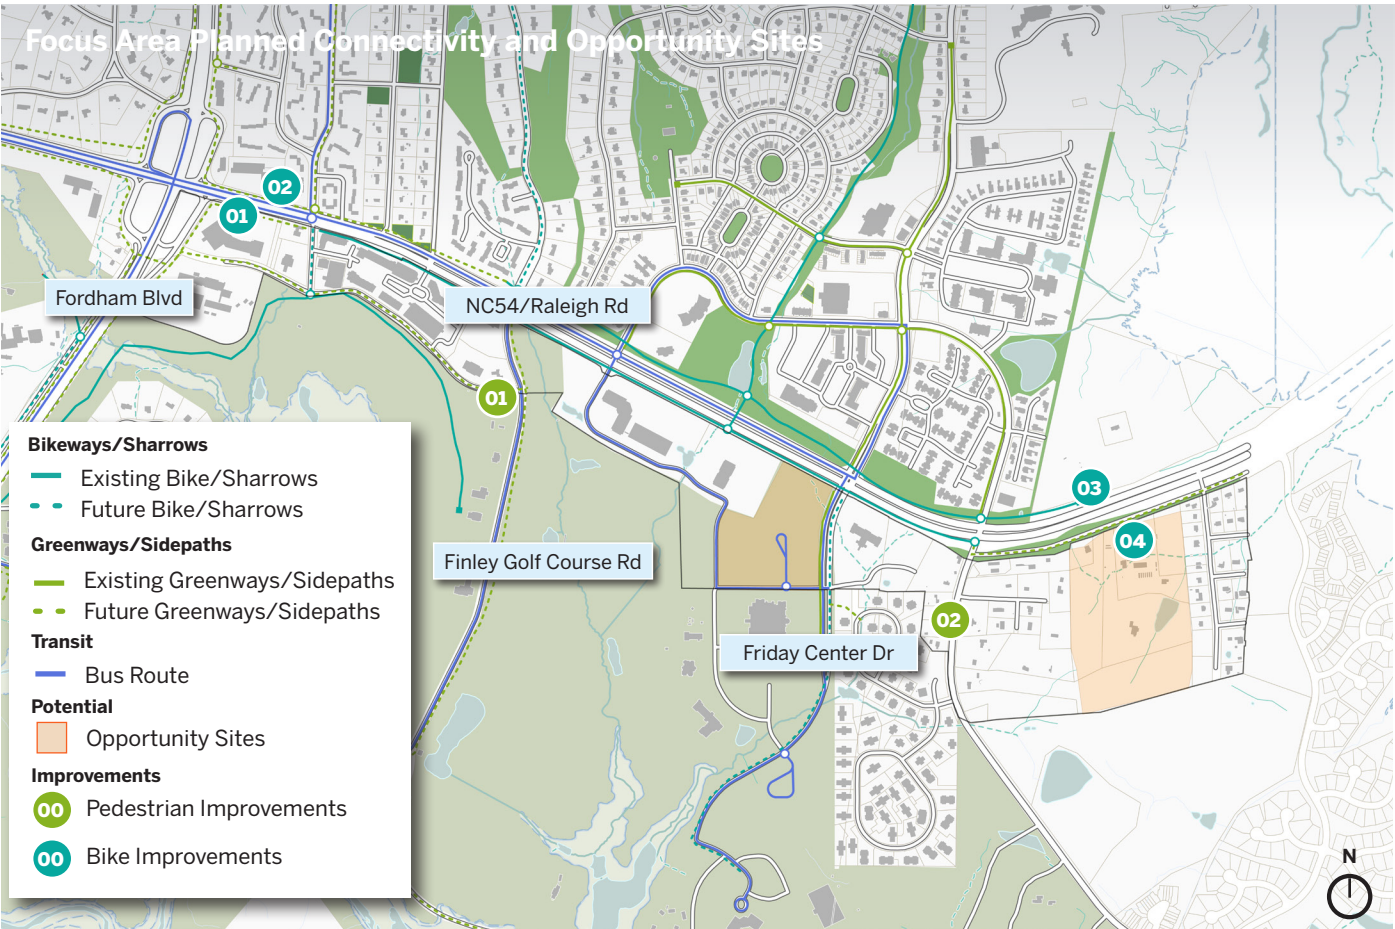 Focus Area Planned Connectivity and Opportunity Sites
02
01
Fordham Blvd
NC54/Raleigh Rd
01
03
04
Finley Golf Course Rd
02
Friday Center Dr
Bikeways/Sharrows
Existing Bike/Sharrows
Future Bike/Sharrows
Greenways/Sidepaths
Existing Greenways/Sidepaths
Future Greenways/Sidepaths
Transit
Bus Route
Potential
Opportunity Sites
Improvements
00 Pedestrian Improvements
00 Bike Improvements
N